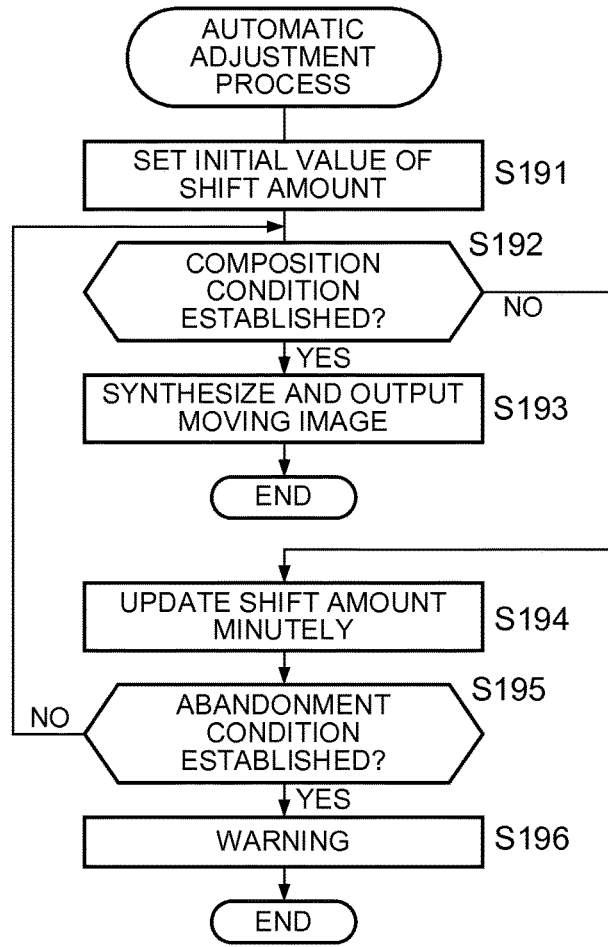 AUTOMATIC
ADJUSTMENT
PROCESS
SET INITIAL VALUE OF
SHIFT AMOUNT
S191
S192
COMPOSITION
CONDITION
ESTABLISHED?
NO
YES
SYNTHESIZE AND OUTPUT
MOVING IMAGE
S193
END
UPDATE SHIFT AMOUNT
MINUTELY
S194
S195
ABANDONMENT
CONDITION
ESTABLISHED?
NO
YES
WARNING
S196
END